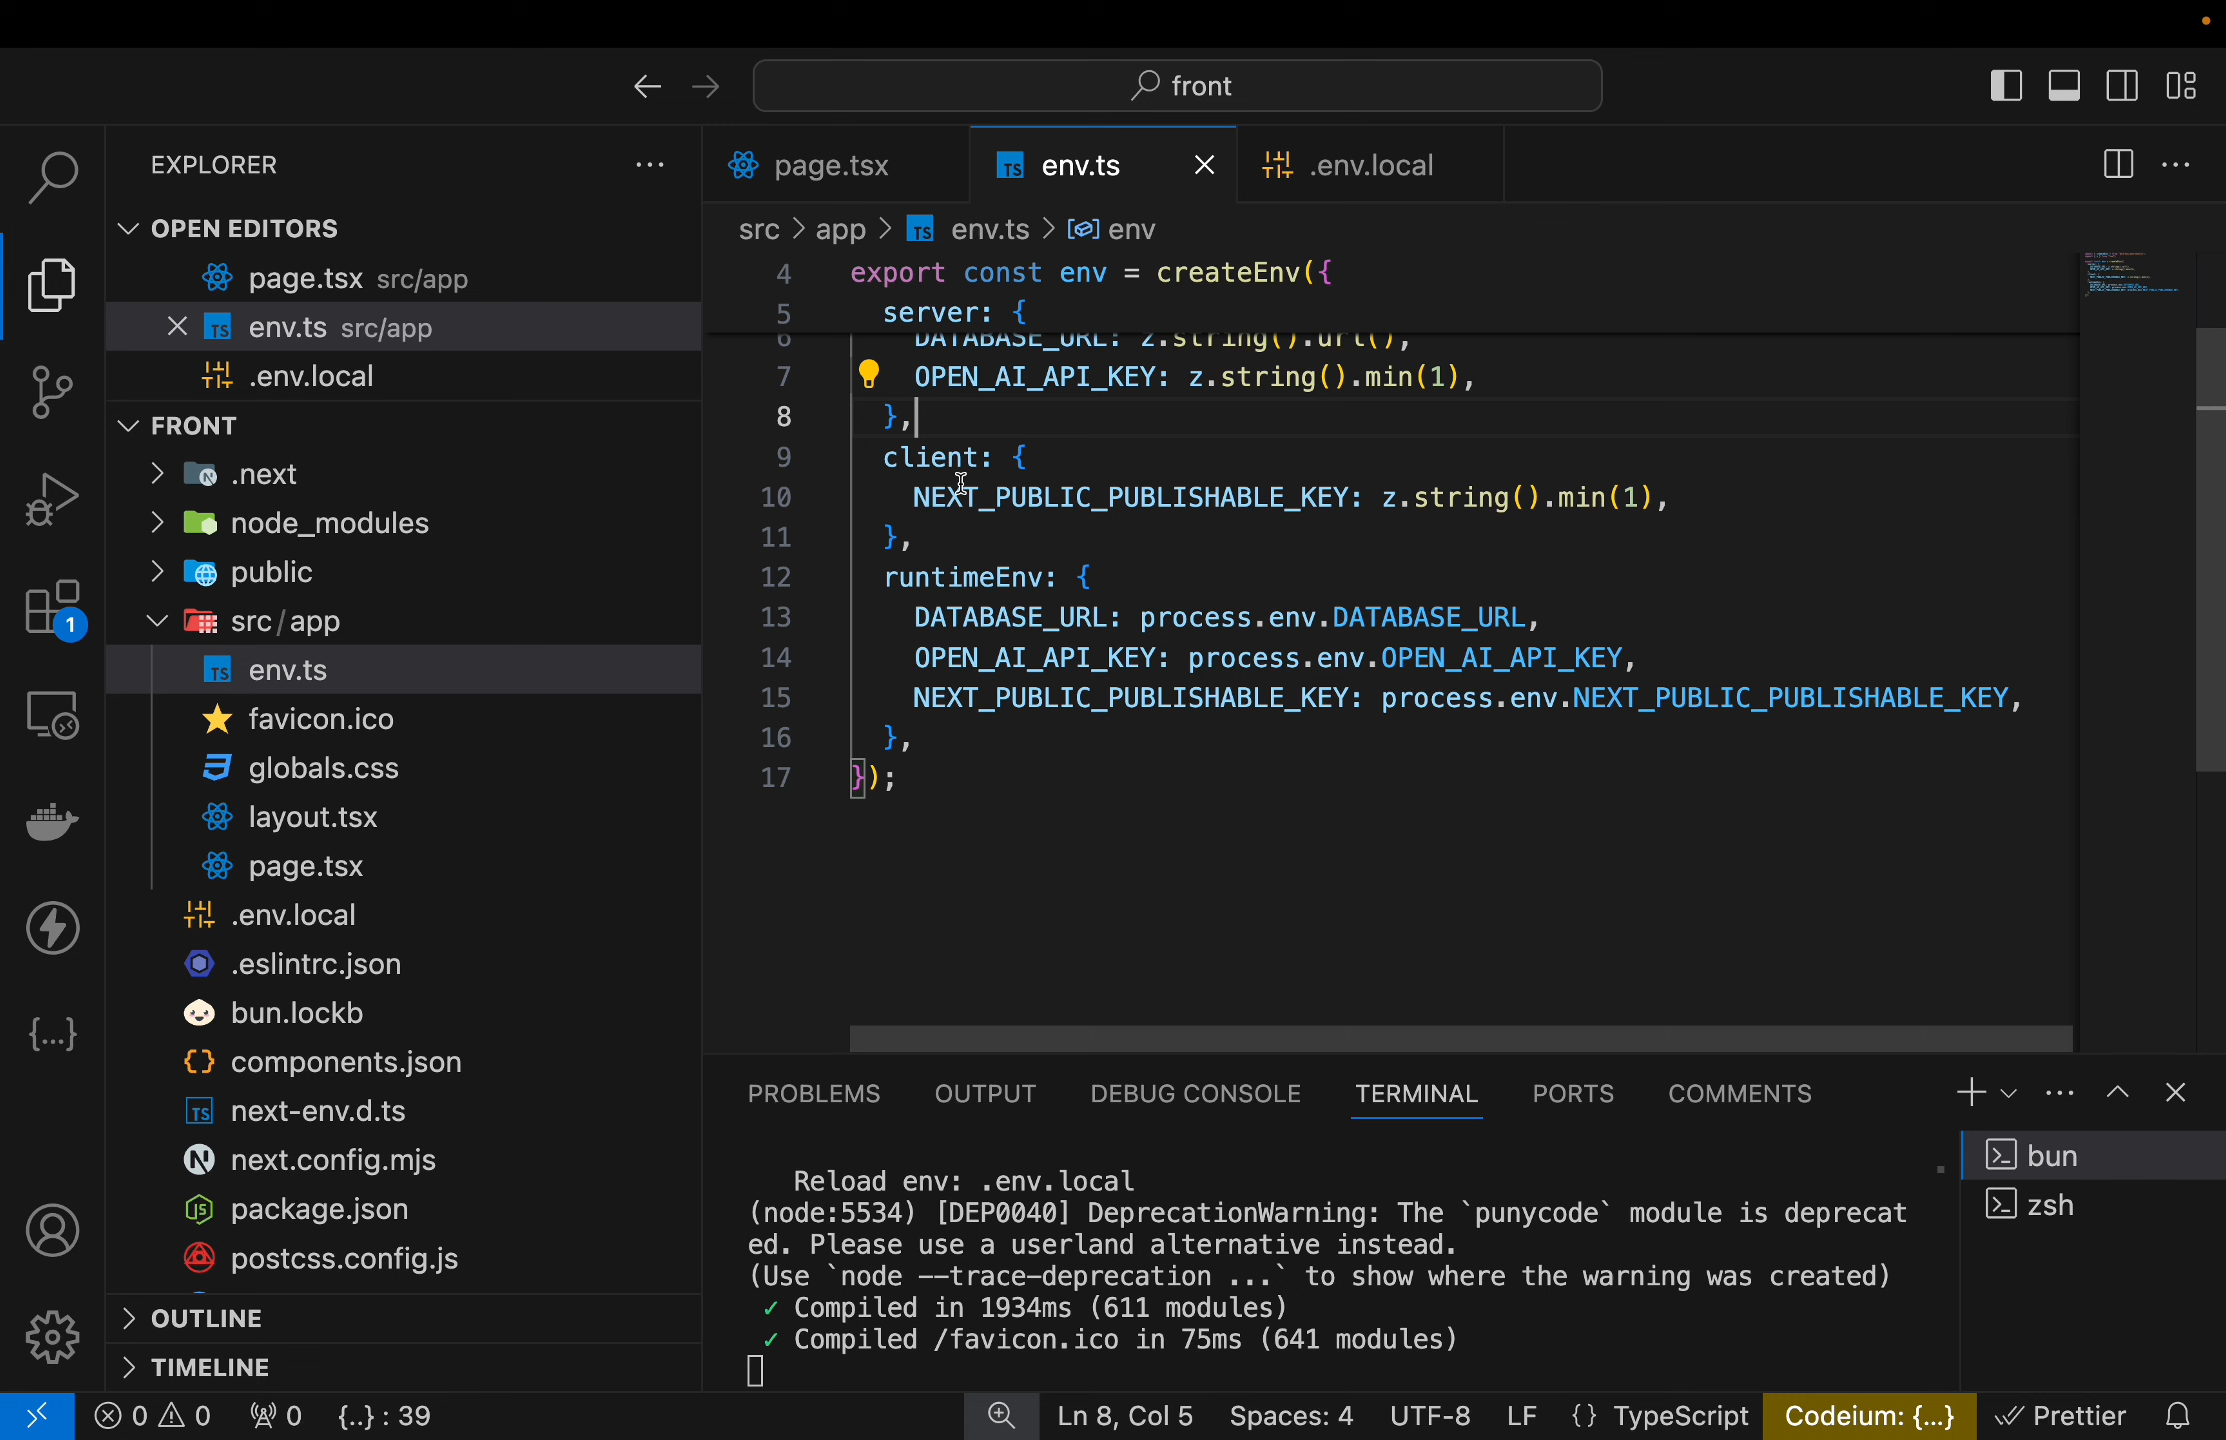 front
EXPLORER
page.tsx
env.ts
.env.local
OPEN EDITORS
page.tsx src/app
env.ts src/app
.env.local
FRONT
.next
node_modules
public
src/app
env.ts
favicon.ico
globals.css
layout.tsx
page.tsx
.env.local
.eslintrc.json
bun.lockb
components.json
next-env.d.ts
next.config.mjs
package.json
postcss.config.js
OUTLINE
TIMELINE
1
src > app > TS env.ts > env
4 export const env = createEnv({
5 server: {
6 DATABASE_URL: z.string().url(),
7 OPEN_AI_API_KEY: z.string().min(1),
8 },
9 client: {
10 NEXT_PUBLIC_PUBLISHABLE_KEY: z.string().min(1),
11 },
12 runtimeEnv: {
13 DATABASE_URL: process.env.DATABASE_URL,
14 OPEN_AI_API_KEY: process.env.OPEN_AI_API_KEY,
15 NEXT_PUBLIC_PUBLISHABLE_KEY: process.env.NEXT_PUBLIC_PUBLISHABLE_KEY,
16 },
17 });
PROBLEMS OUTPUT DEBUG CONSOLE TERMINAL PORTS COMMENTS
Reload env: .env.local
(node:5534) [DEP0040] DeprecationWarning: The `punycode` module is deprecat
ed. Please use a userland alternative instead.
(Use `node --trace-deprecation ...` to show where the warning was created)
✓ Compiled in 1934ms (611 modules)
✓ Compiled /favicon.ico in 75ms (641 modules)
bun
zsh
0 0 0 {..} : 39
Ln 8, Col 5 Spaces: 4 UTF-8 LF {} TypeScript Codeium: {...} Prettier